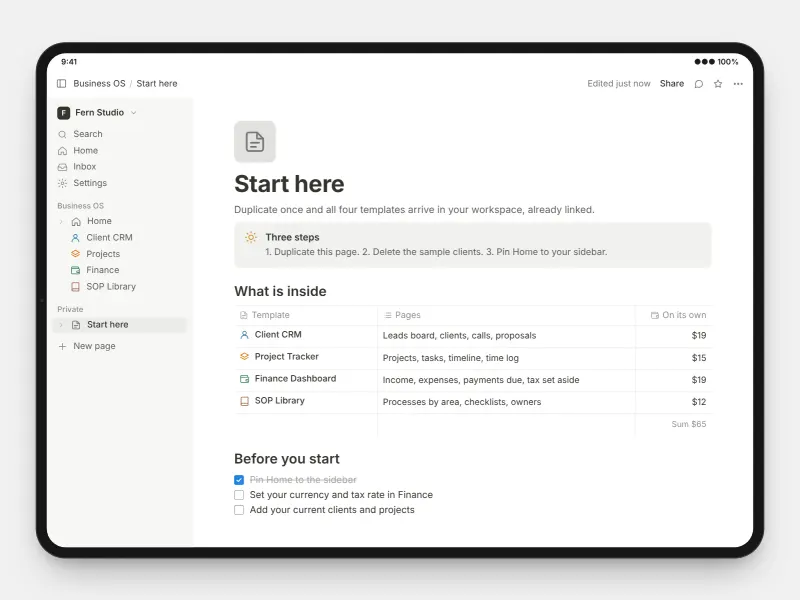 9:41
100%
Business OS / Start here
Edited just now Share
F Fern Studio
Search
Home
Inbox
Settings
Business OS
Home
Client CRM
Projects
Finance
SOP Library
Private
Start here
New page
Start here
Duplicate once and all four templates arrive in your workspace, already linked.
Three steps
1. Duplicate this page. 2. Delete the sample clients. 3. Pin Home to your sidebar.
What is inside
Template Pages On its own
Client CRM Leads board, clients, calls, proposals $19
Project Tracker Projects, tasks, timeline, time log $15
Finance Dashboard Income, expenses, payments due, tax set aside $19
SOP Library Processes by area, checklists, owners $12
Sum $65
Before you start
Pin Home to the sidebar
Set your currency and tax rate in Finance
Add your current clients and projects